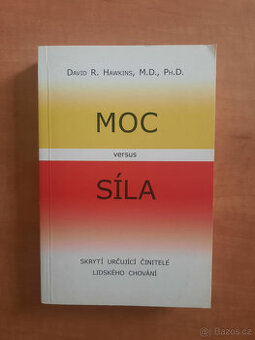 David R. Hawkins, M.D., Ph.D.
MOC
versus
SÍLA
SKRYTÍ URČUJÍCÍ ČINITELÉ
LIDSKÉHO CHOVÁNÍ
Bazos.cz